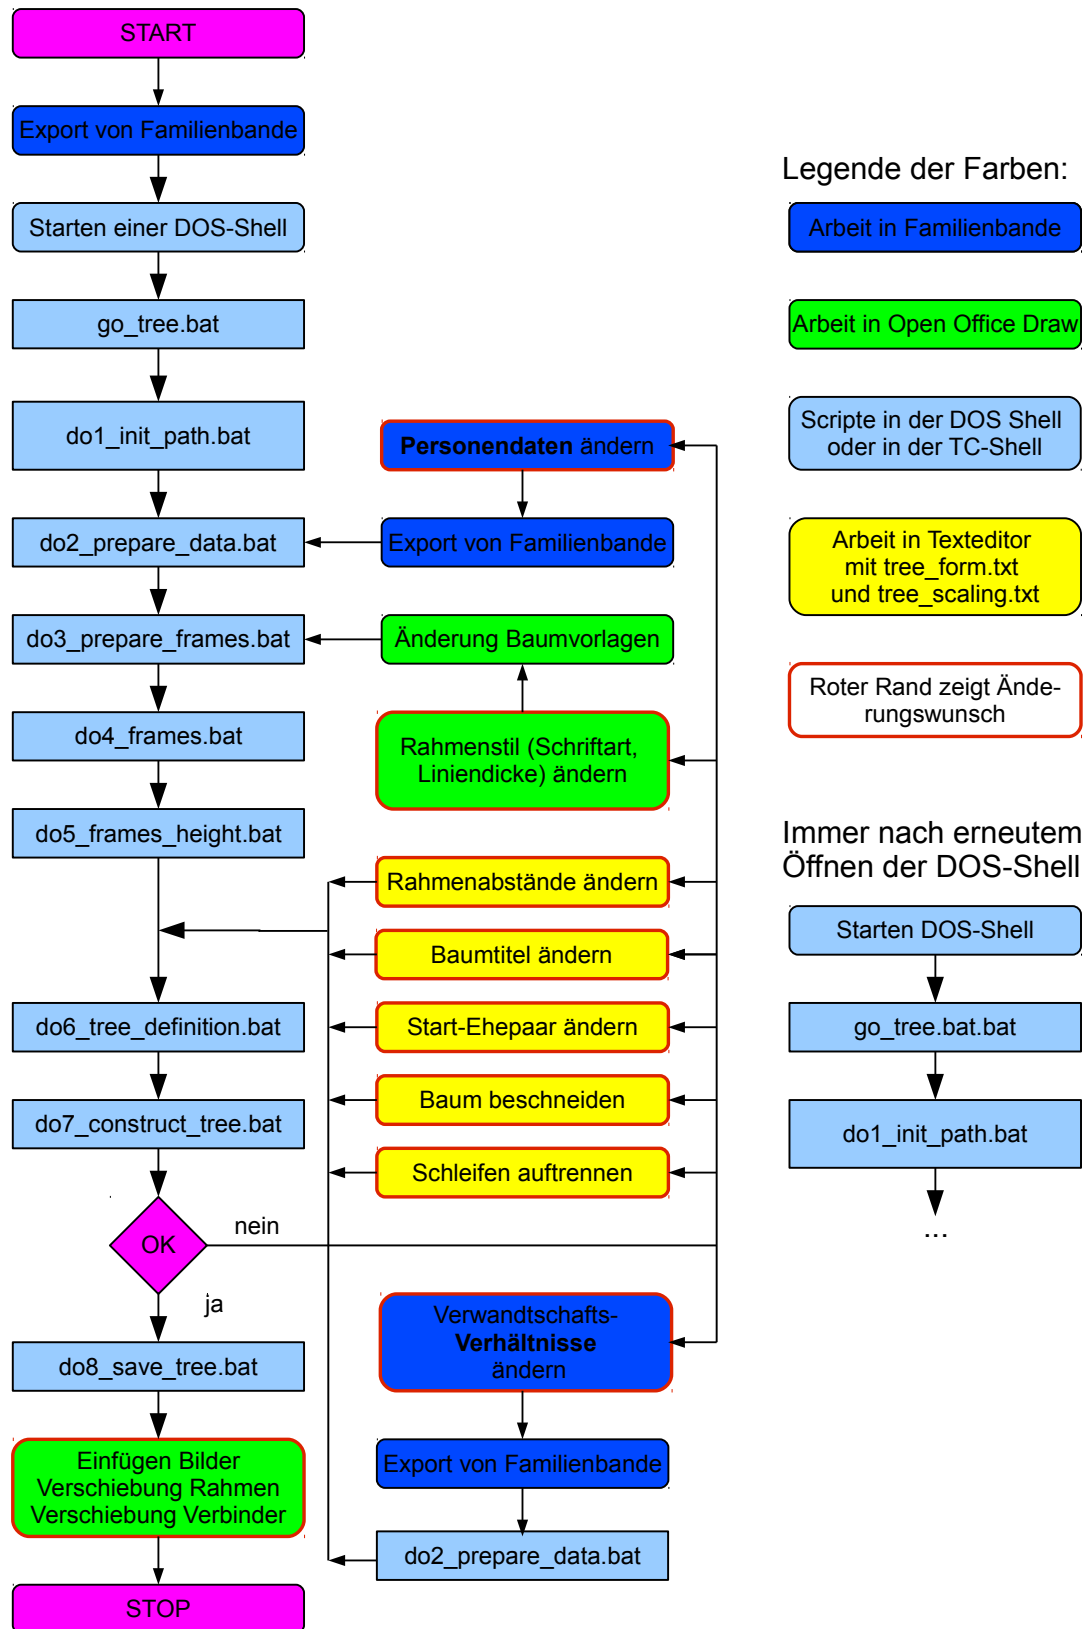 START
Export von Familienbande
Starten einer DOS-Shell
go_tree.bat
do1_init_path.bat
do2_prepare_data.bat
do3_prepare_frames.bat
do4_frames.bat
do5_frames_height.bat
do6_tree_definition.bat
do7_construct_tree.bat
OK
nein
ja
do8_save_tree.bat
Einfügen Bilder
Verschiebung Rahmen
Verschiebung Verbinder
STOP
Personendaten ändern
Export von Familienbande
Änderung Baumvorlagen
Rahmenstil (Schriftart,
Liniendicke) ändern
Rahmenabstände ändern
Baumtitel ändern
Start-Ehepaar ändern
Baum beschneiden
Schleifen auftrennen
Verwandtschafts-
Verhältnisse
ändern
Export von Familienbande
do2_prepare_data.bat
Legende der Farben:
Arbeit in Familienbande
Arbeit in Open Office Draw
Scripte in der DOS Shell
oder in der TC-Shell
Arbeit in Texteditor
mit tree_form.txt
und tree_scaling.txt
Roter Rand zeigt Ände-
rungswunsch
Immer nach erneutem
Öffnen der DOS-Shell
Starten DOS-Shell
go_tree.bat.bat
do1_init_path.bat
...